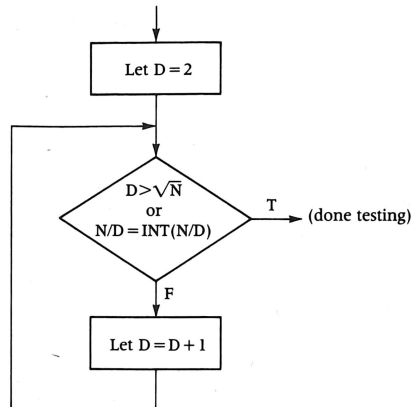 Let D = 2
D > √N
or
N/D = INT(N/D)
T
(done testing)
F
Let D = D + 1